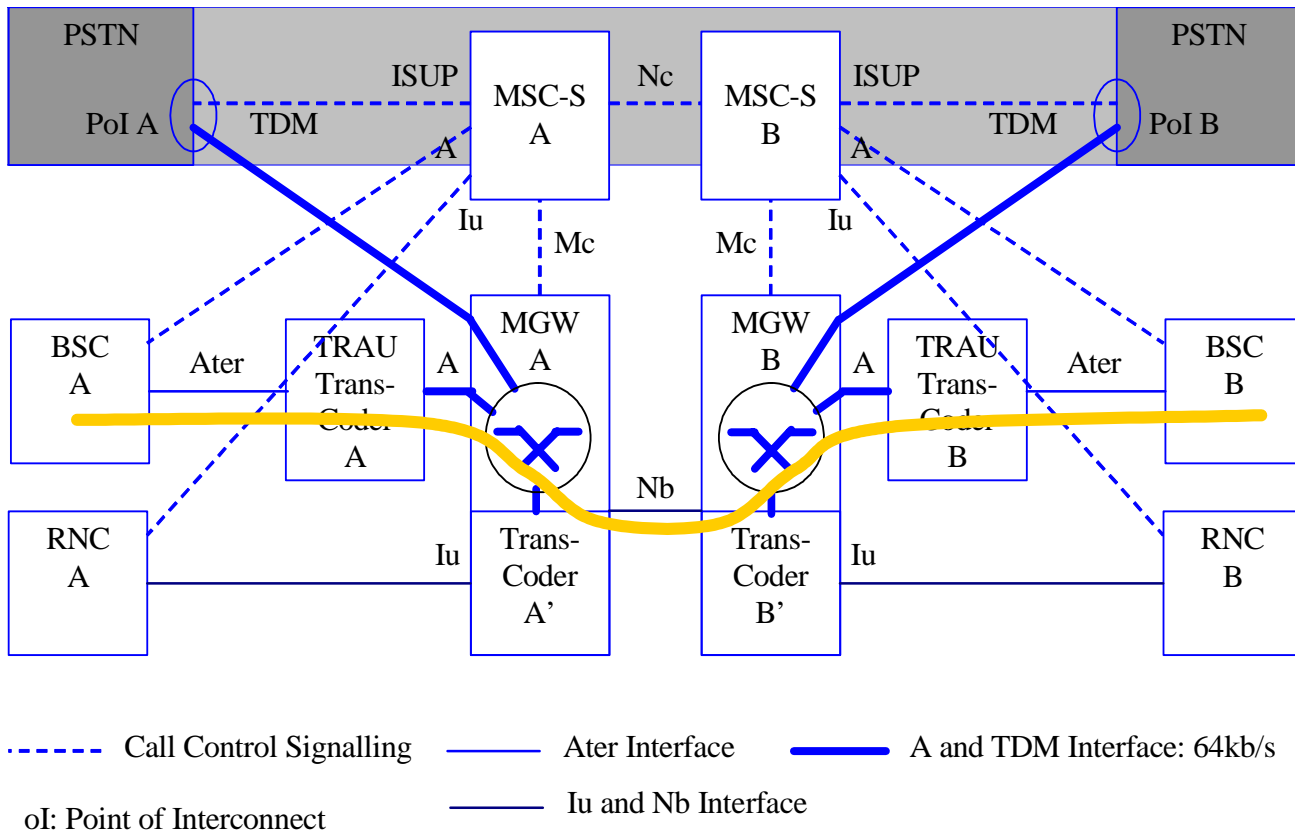 PSTN
PSTN
ISUP
Nc
ISUP
MSC-S
A
MSC-S
B
PoI A
TDM
TDM
PoI B
A
A
Iu
Iu
Mc
Mc
BSC
A
Ater
TRAU
Trans-
Coder
A
A
MGW
A
MGW
B
A
TRAU
Trans-
Coder
B
Ater
BSC
B
Nb
RNC
A
Iu
Trans-
Coder
A’
Trans-
Coder
B’
Iu
RNC
B
Call Control Signalling
Ater Interface
A and TDM Interface: 64kb/s
oI: Point of Interconnect
Iu and Nb Interface